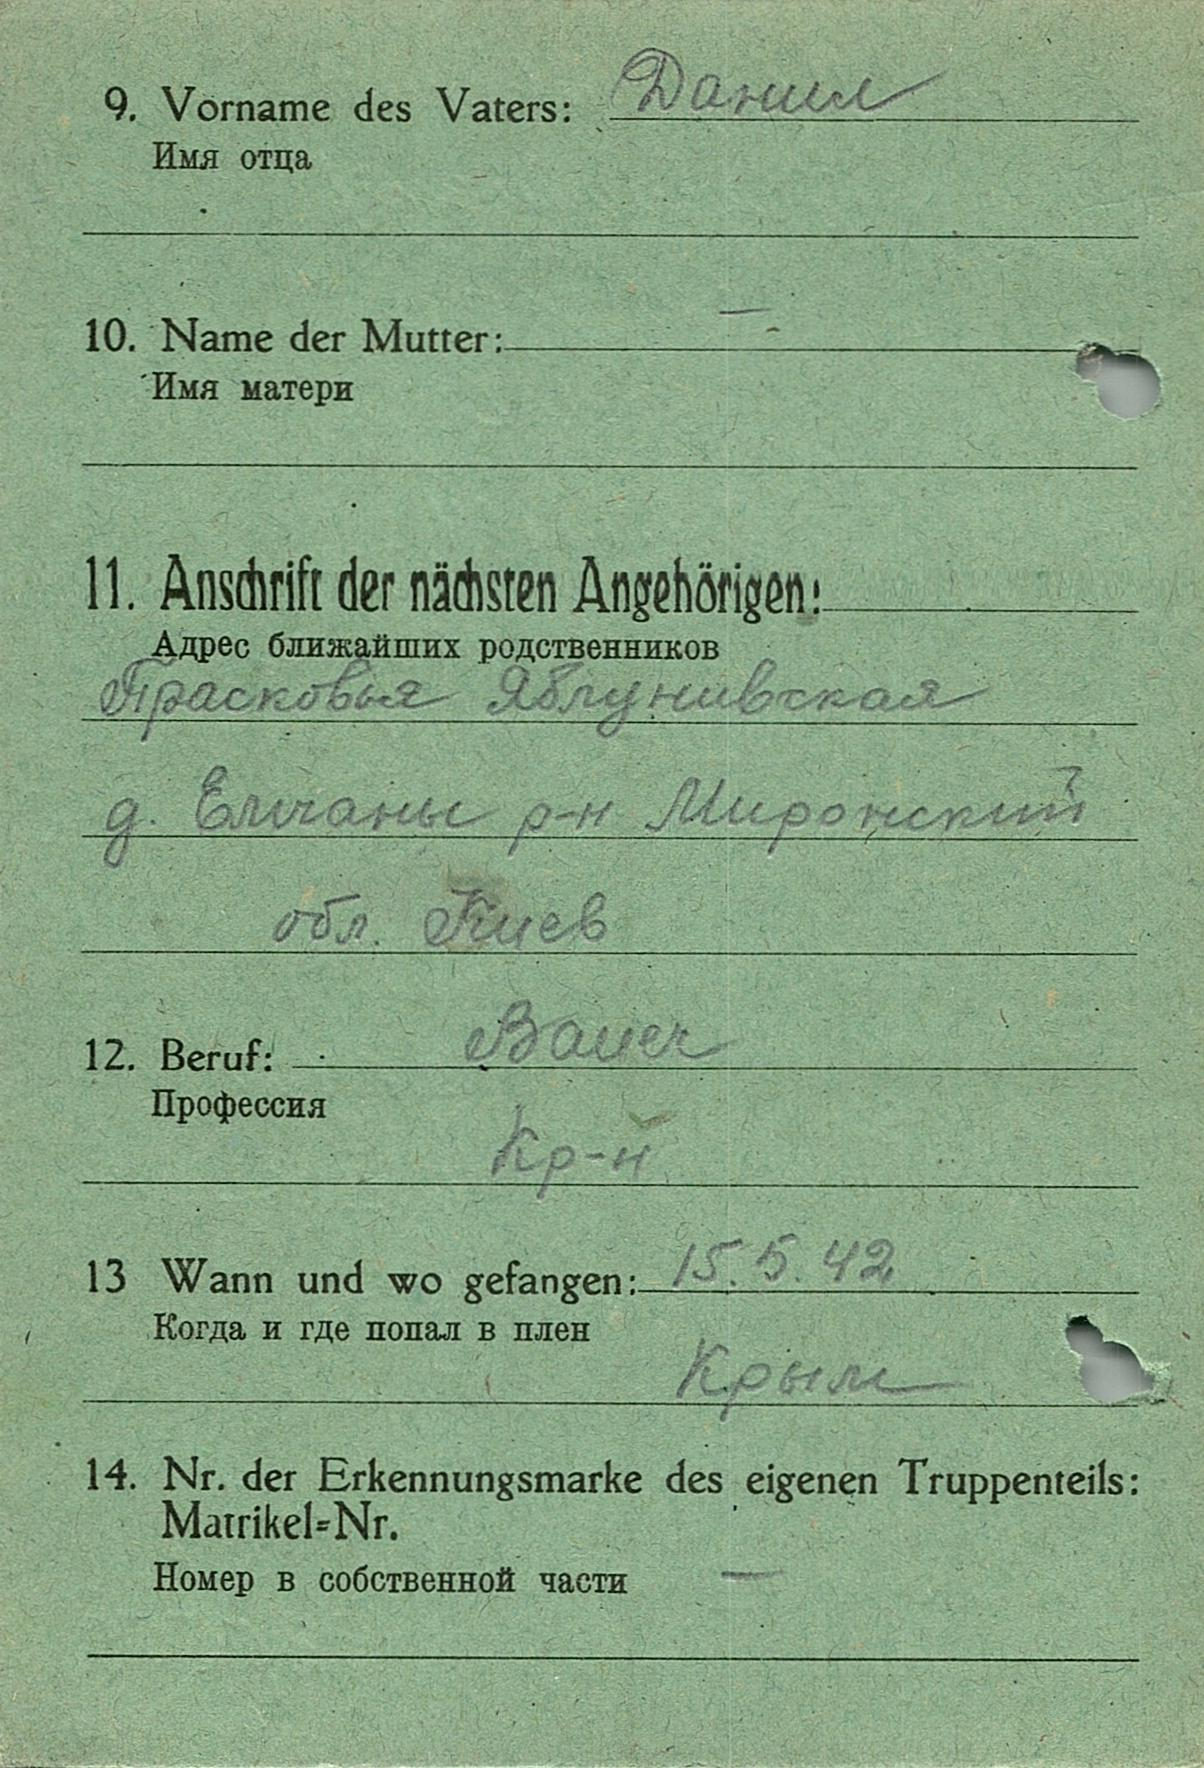 9. Vorname des Vaters: Данил
Имя отца
10. Name der Mutter: —
Имя матери
11. Anschrift der nächsten Angehörigen:
Адрес ближайших родственников
Прасковья Яблунивская
д. Елчаны р-н Миронский
обл. Киев
12. Beruf: Bauer
Профессия
Кр-н
13 Wann und wo gefangen: 15.5.42
Когда и где попал в плен
Крым
14. Nr. der Erkennungsmarke des eigenen Truppenteils:
Matrikel=Nr.
Номер в собственной части —